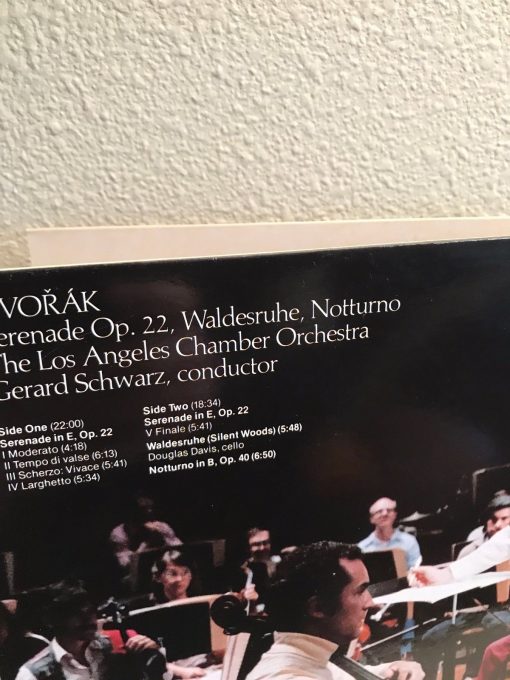 VOŘÁK
erenade Op. 22, Waldesruhe, Notturno
The Los Angeles Chamber Orchestra
Gerard Schwarz, conductor
Side One (22:00)
Serenade in E, Op. 22
I Moderato (4:18)
II Tempo di valse (6:13)
III Scherzo: Vivace (5:41)
IV Larghetto (5:34)
Side Two (18:34)
Serenade in E, Op. 22
V Finale (5:41)
Waldesruhe (Silent Woods) (5:48)
Douglas Davis, cello
Notturno in B, Op. 40 (6:50)